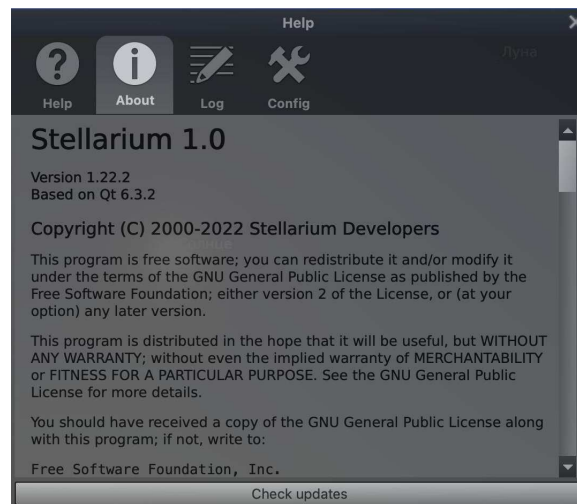 Help
Луна
Help
About
Log
Config
Stellarium 1.0
Version 1.22.2
Based on Qt 6.3.2
Copyright (C) 2000-2022 Stellarium Developers
This program is free software; you can redistribute it and/or modify it
under the terms of the GNU General Public License as published by the
Free Software Foundation; either version 2 of the License, or (at your
option) any later version.
This program is distributed in the hope that it will be useful, but WITHOUT
ANY WARRANTY; without even the implied warranty of MERCHANTABILITY
or FITNESS FOR A PARTICULAR PURPOSE. See the GNU General Public
License for more details.
You should have received a copy of the GNU General Public License along
with this program; if not, write to:
Free Software Foundation, Inc.
Check updates